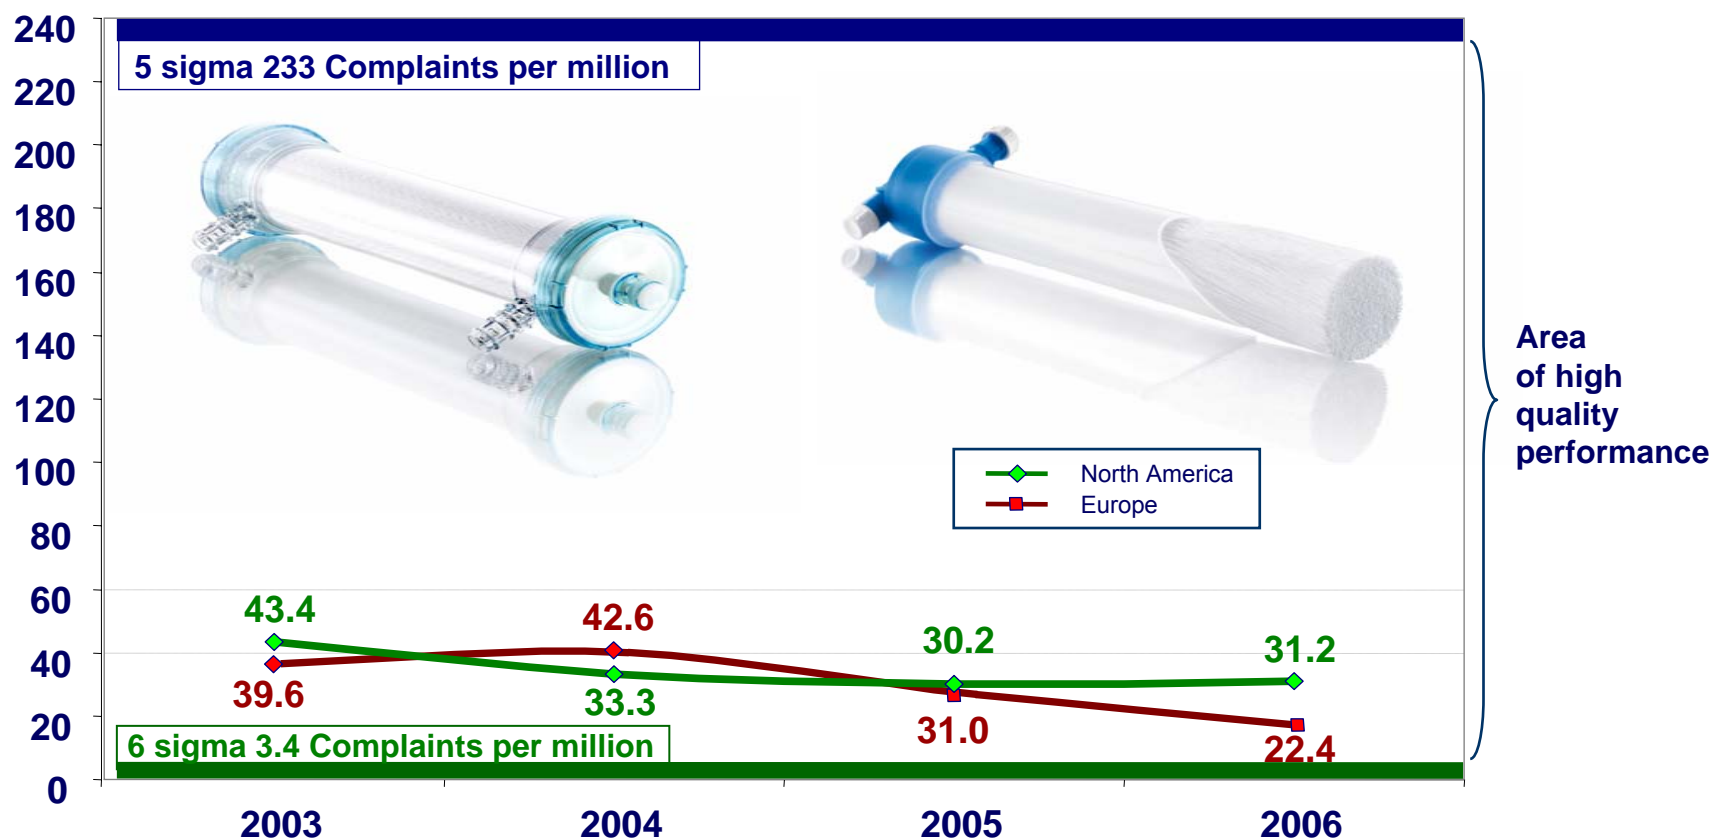 240
5 sigma 233 Complaints per million
220
200
180
160
140
120
100
80
60
40
20
0
Area
of high
quality
performance
North America
Europe
43.4
42.6
30.2
31.2
39.6
33.3
31.0
22.4
6 sigma 3.4 Complaints per million
2003 2004 2005 2006